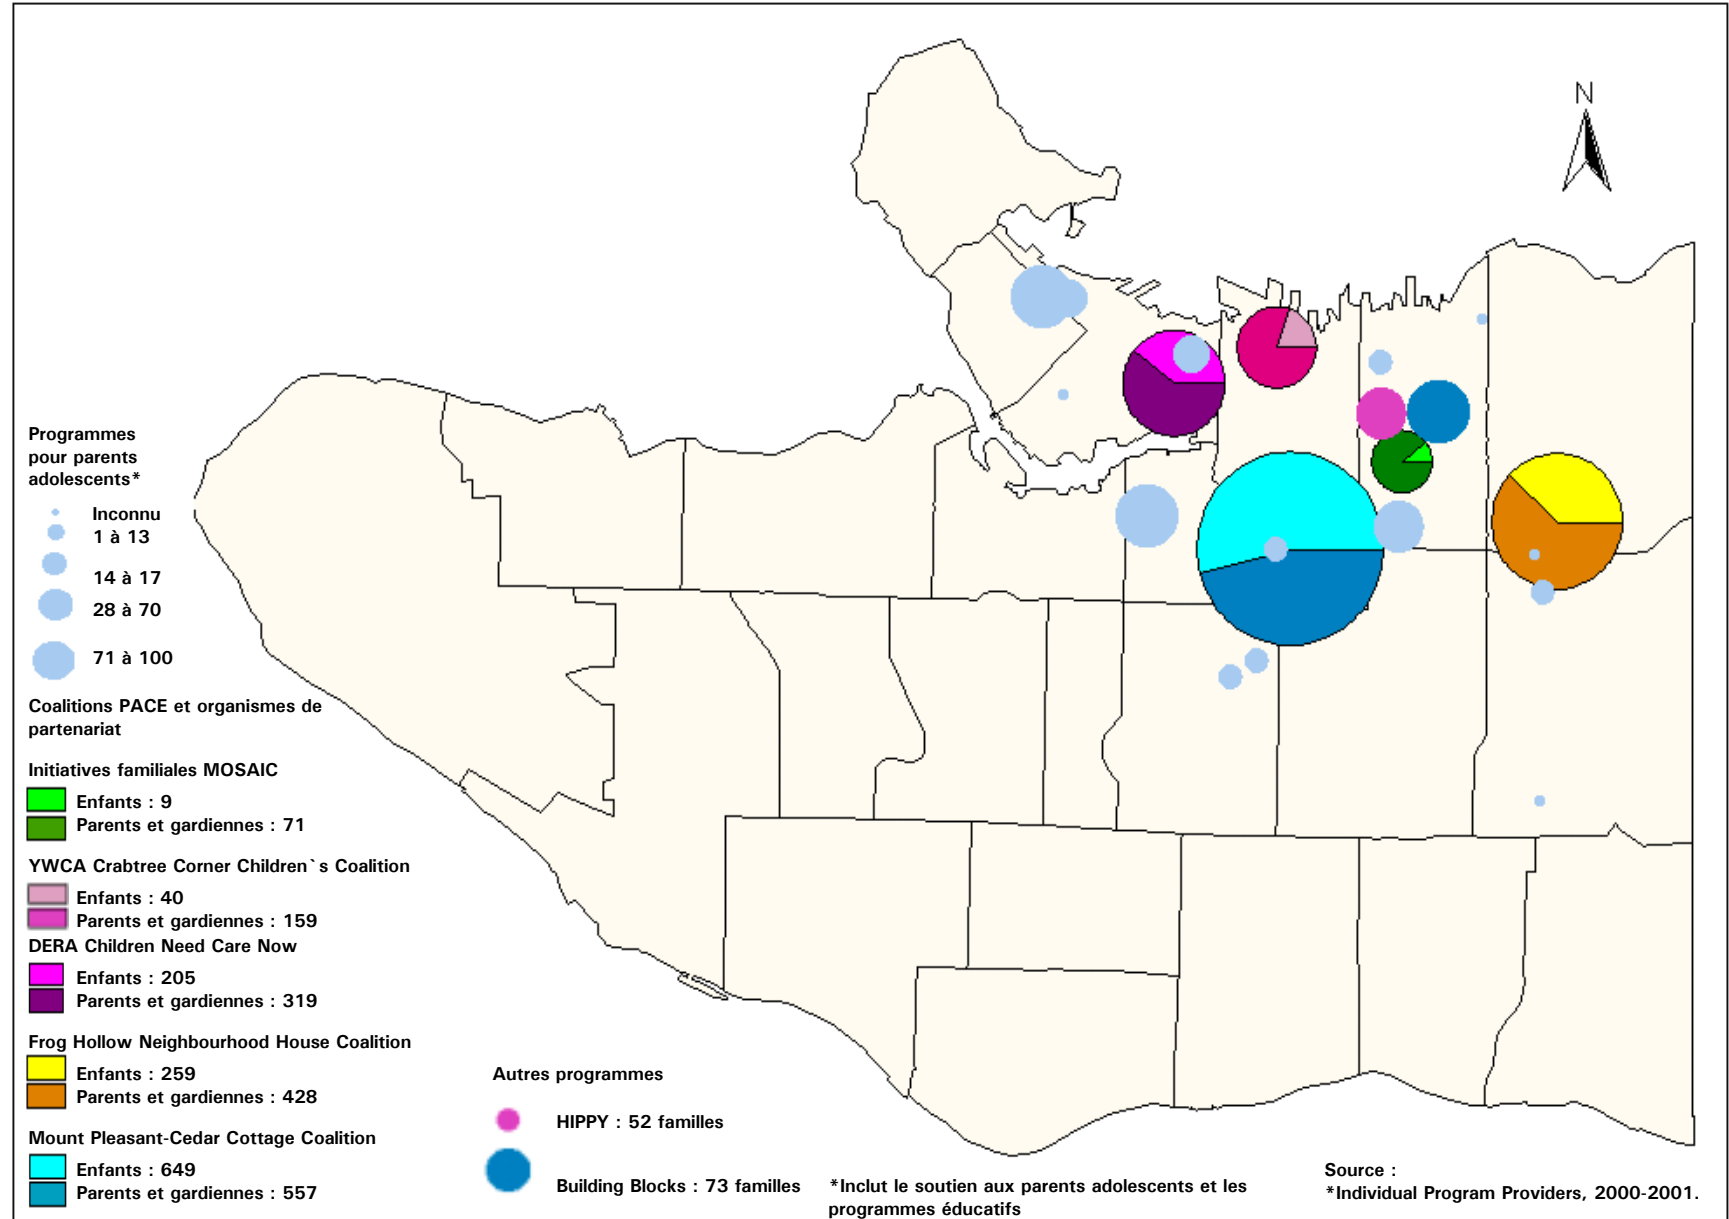 N
Programmes
pour parents
adolescents*
Inconnu
1 à 13
14 à 17
28 à 70
71 à 100
Coalitions PACE et organismes de
partenariat
Initiatives familiales MOSAIC
Enfants : 9
Parents et gardiennes : 71
YWCA Crabtree Corner Children`s Coalition
Enfants : 40
Parents et gardiennes : 159
DERA Children Need Care Now
Enfants : 205
Parents et gardiennes : 319
Frog Hollow Neighbourhood House Coalition
Enfants : 259
Parents et gardiennes : 428
Mount Pleasant-Cedar Cottage Coalition
Enfants : 649
Parents et gardiennes : 557
Autres programmes
HIPPY : 52 familles
Building Blocks : 73 familles
*Inclut le soutien aux parents adolescents et les
programmes éducatifs
Source :
*Individual Program Providers, 2000-2001.